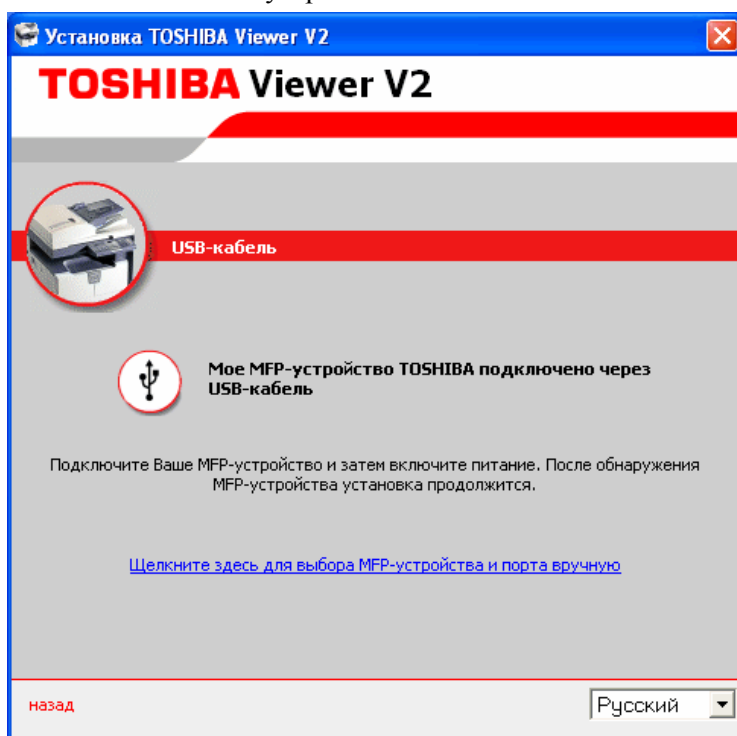 Установка TOSHIBA Viewer V2
TOSHIBA Viewer V2
USB-кабель
Мое MFP-устройство TOSHIBA подключено через
USB-кабель
Подключите Ваше MFP-устройство и затем включите питание. После обнаружения
MFP-устройства установка продолжится.
Щелкните здесь для выбора MFP-устройства и порта вручную
назад
Русский